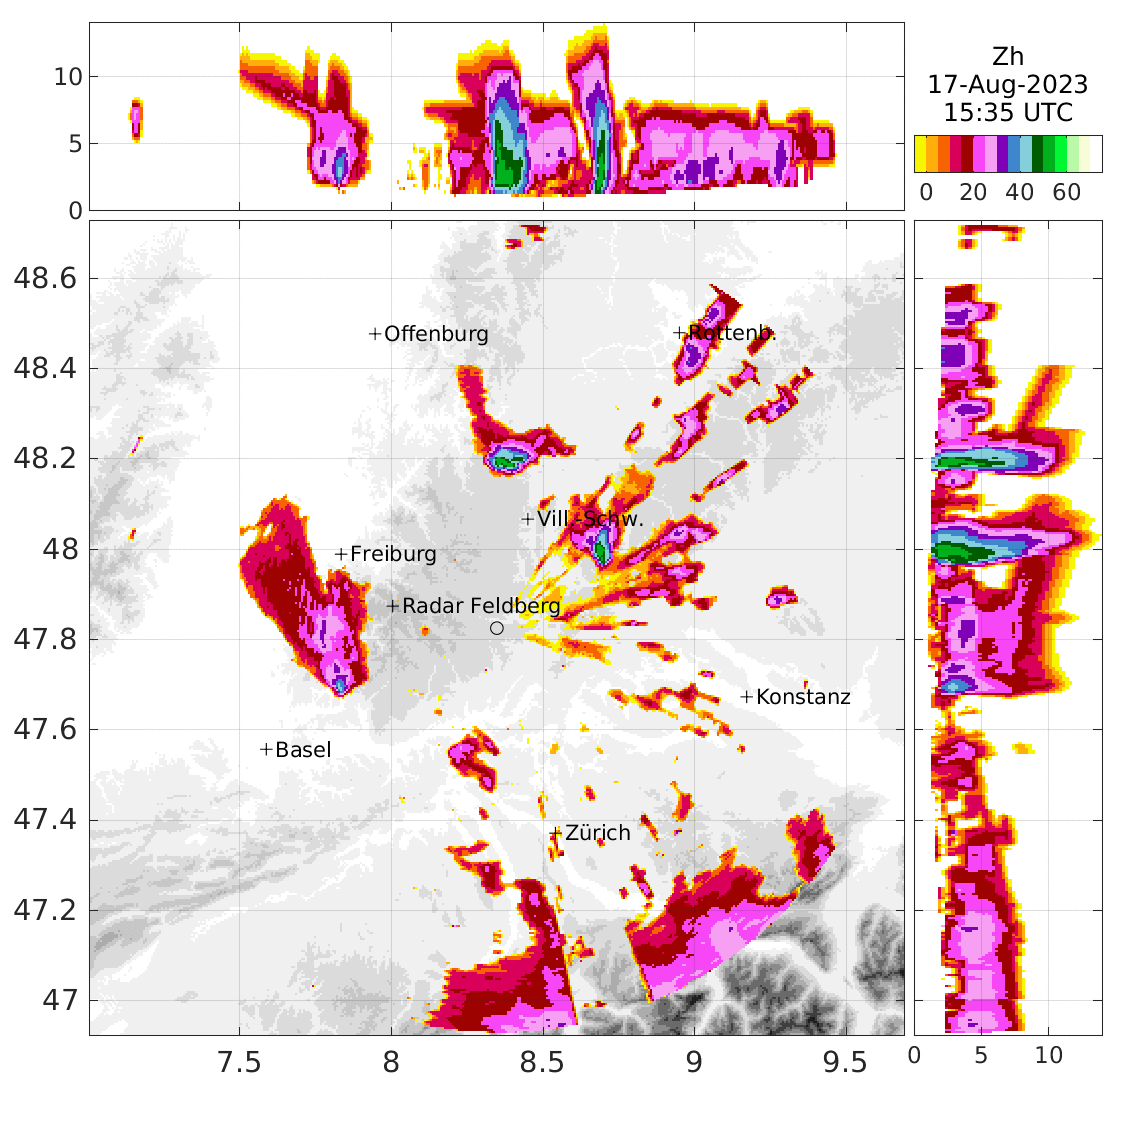 10
5
0
Zh
17-Aug-2023
15:35 UTC
0 20 40 60
48.6
48.4
48.2
48
47.8
47.6
47.4
47.2
47
+Offenburg
+Rottenb.
+Vill.-Schw.
+Freiburg
+Radar Feldberg
+Konstanz
+Basel
+Zürich
7.5 8 8.5 9 9.5
0 5 10